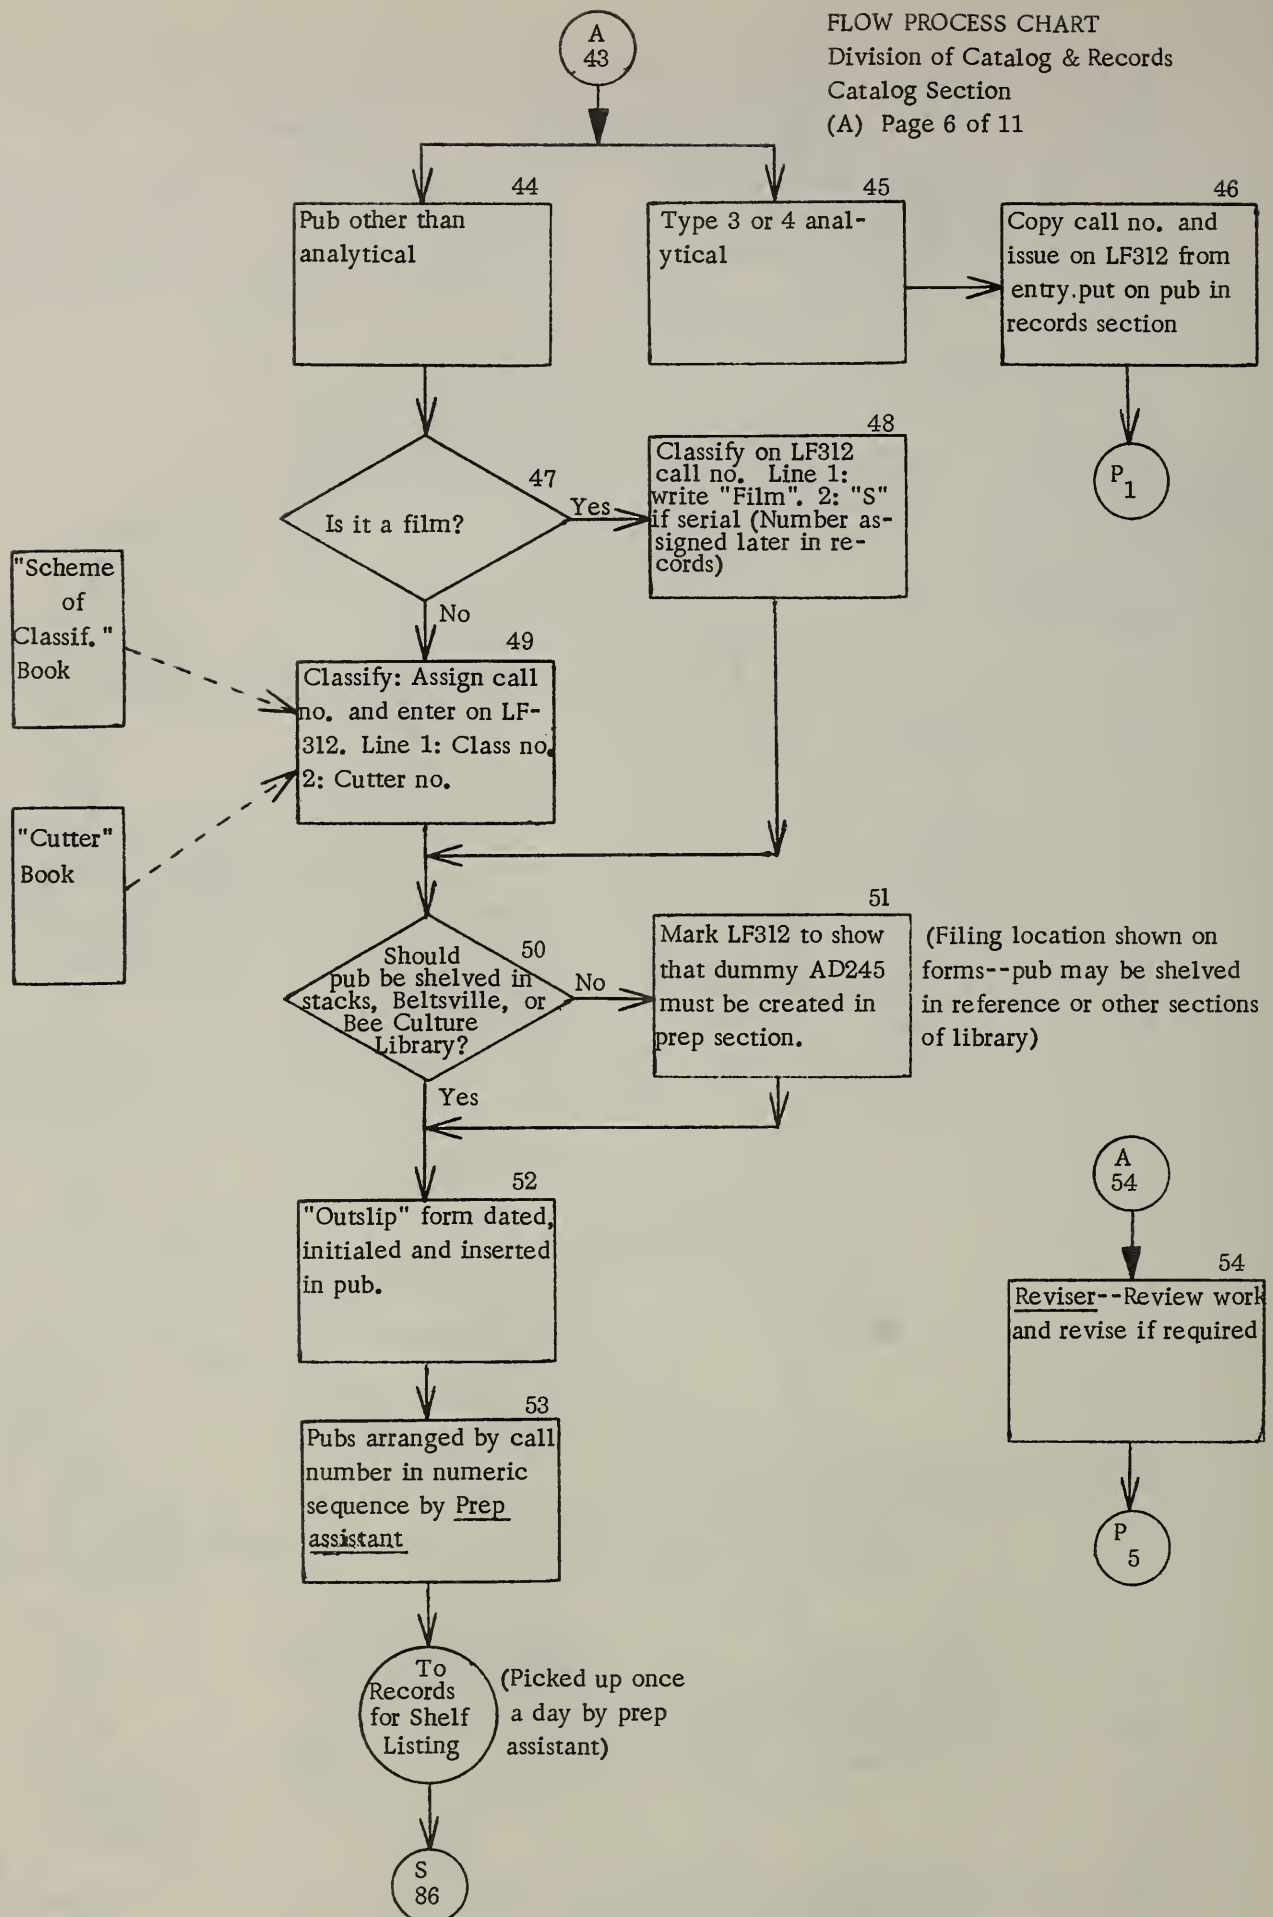 A
43
FLOW PROCESS CHART
Division of Catalog & Records
Catalog Section
(A) Page 6 of 11
44
Pub other than
analytical
45
Type 3 or 4 anal-
ytical
46
Copy call no. and
issue on LF312 from
entry.put on pub in
records section
P
1
47
Is it a film?
Yes
No
48
Classify on LF312
call no. Line 1:
write "Film". 2: "S"
if serial (Number as-
signed later in re-
cords)
"Scheme
of
Classif."
Book
"Cutter"
Book
49
Classify: Assign call
no. and enter on LF-
312. Line 1: Class no.
2: Cutter no.
50
Should
pub be shelved in
stacks, Beltsville, or
Bee Culture
Library?
No
Yes
51
Mark LF312 to show
that dummy AD245
must be created in
prep section.
(Filing location shown on
forms--pub may be shelved
in reference or other sections
of library)
52
"Outslip" form dated,
initialed and inserted
in pub.
53
Pubs arranged by call
number in numeric
sequence by Prep
assistant
To
Records
for Shelf
Listing
(Picked up once
a day by prep
assistant)
S
86
A
54
54
Reviser--Review work
and revise if required
P
5